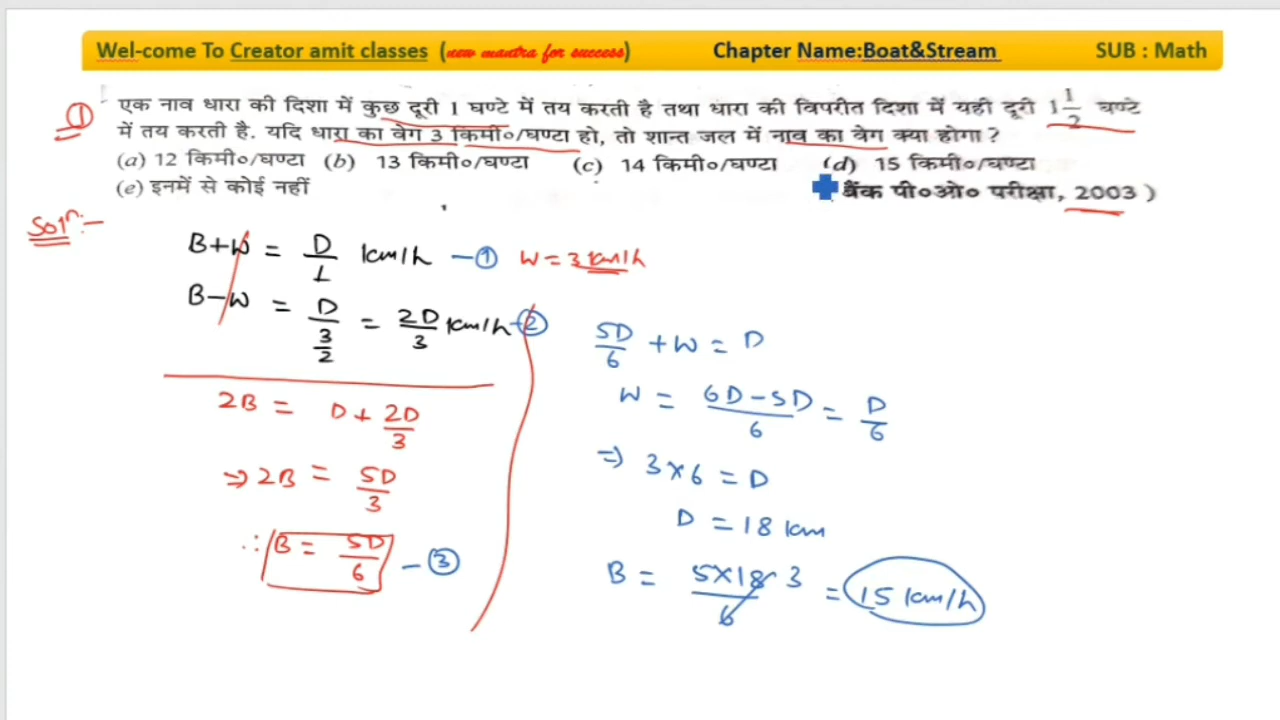 Wel-come To Creator amit classes (new mantra for success) Chapter Name:Boat&Stream SUB : Math
① एक नाव धारा की दिशा में कुछ दूरी 1 घण्टे में तय करती है तथा धारा की विपरीत दिशा में यही दूरी 1 1/2 घण्टे
में तय करती है. यदि धारा का वेग 3 किमी०/घण्टा हो, तो शान्त जल में नाव का वेग क्या होगा ?
(a) 12 किमी०/घण्टा (b) 13 किमी०/घण्टा (c) 14 किमी०/घण्टा (d) 15 किमी०/घण्टा
(e) इनमें से कोई नहीं बैंक पी०ओ० परीक्षा, 2003 )
Solⁿ:-
B+W = D/1 km/h - ① W = 3 km/h
B-W = D/(3/2) = 2D/3 km/h - ②
2B = D + 2D/3
⇒ 2B = 5D/3
∴ B = 5D/6 - ③
5D/6 + W = D
W = (6D - 5D)/6 = D/6
⇒ 3 × 6 = D
D = 18 km
B = (5×18)/6 3 = 15 km/h